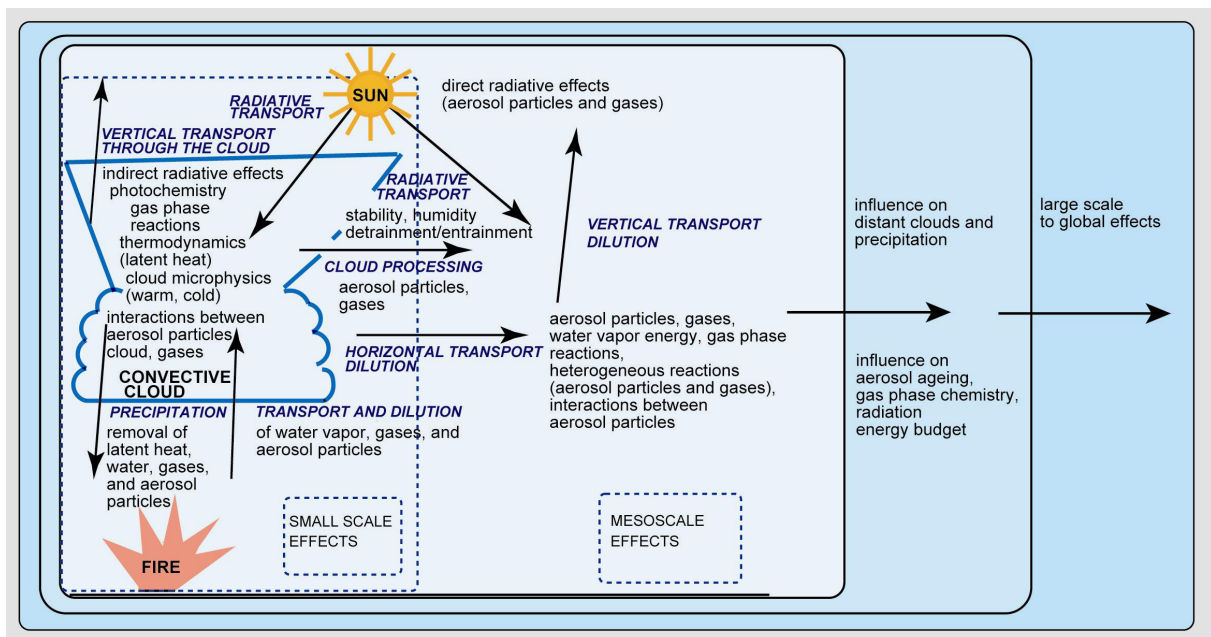 SUN
direct radiative effects
(aerosol particles and gases)
RADIATIVE
TRANSPORT
VERTICAL TRANSPORT
THROUGH THE CLOUD
indirect radiative effects
photochemistry
gas phase
reactions
thermodynamics
(latent heat)
cloud microphysics
(warm, cold)
interactions between
aerosol particles
cloud, gases
CONVECTIVE
CLOUD
RADIATIVE
TRANSPORT
stability, humidity
detrainment/entrainment
CLOUD PROCESSING
aerosol particles,
gases
HORIZONTAL TRANSPORT
DILUTION
PRECIPITATION
removal of
latent heat,
water, gases,
and aerosol
particles
TRANSPORT AND DILUTION
of water vapor, gases, and
aerosol particles
FIRE
SMALL SCALE
EFFECTS
VERTICAL TRANSPORT
DILUTION
aerosol particles, gases,
water vapor energy, gas phase
reactions,
heterogeneous reactions
(aerosol particles and gases),
interactions between
aerosol particles
MESOSCALE
EFFECTS
influence on
distant clouds and
precipitation
influence on
aerosol ageing,
gas phase chemistry,
radiation
energy budget
large scale
to global effects